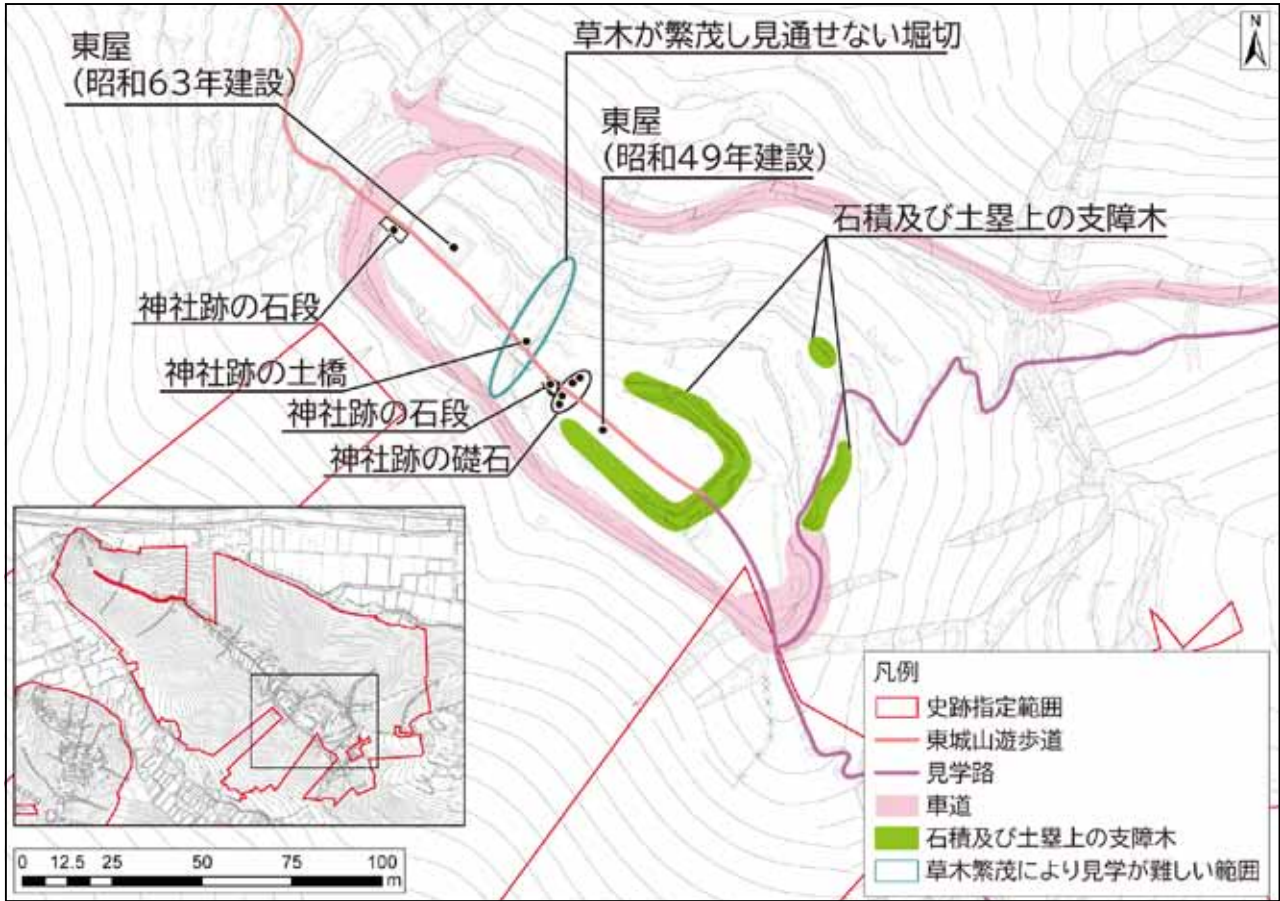 草木が繁茂し見通せない堀切
N
東屋
(昭和63年建設)
東屋
(昭和49年建設)
石積及び土塁上の支障木
神社跡の石段
神社跡の土橋
神社跡の石段
神社跡の礎石
凡例
史跡指定範囲
東城山遊歩道
見学路
車道
石積及び土塁上の支障木
草木繁茂により見学が難しい範囲
0 12.5 25 50 75 100
m